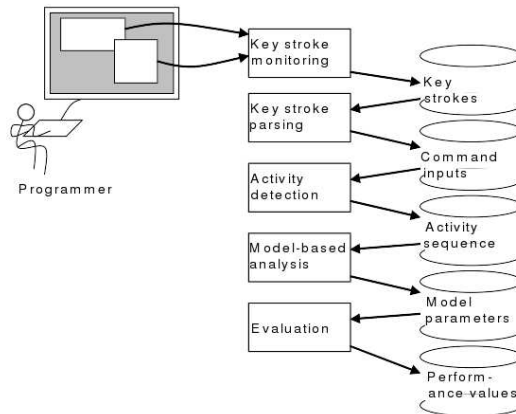 Key stroke
monitoring
Key
strokes
Key stroke
parsing
Command
inputs
Programmer
Activity
detection
Activity
sequence
Model-based
analysis
Model
parameters
Evaluation
Perform-
ance values